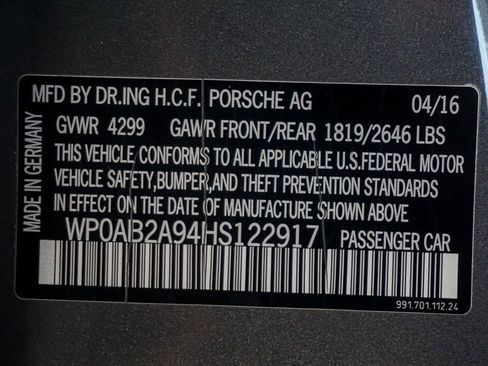 MFD BY DR.ING H.C.F. PORSCHE AG 04/16
GVWR 4299 GAWR FRONT/REAR 1819/2646 LBS
THIS VEHICLE CONFORMS TO ALL APPLICABLE U.S.FEDERAL MOTOR
VEHICLE SAFETY,BUMPER,AND THEFT PREVENTION STANDARDS
IN EFFECT ON THE DATE OF MANUFACTURE SHOWN ABOVE
WP0AB2A94HS122917 PASSENGER CAR
991.701.112.24
MADE IN GERMANY